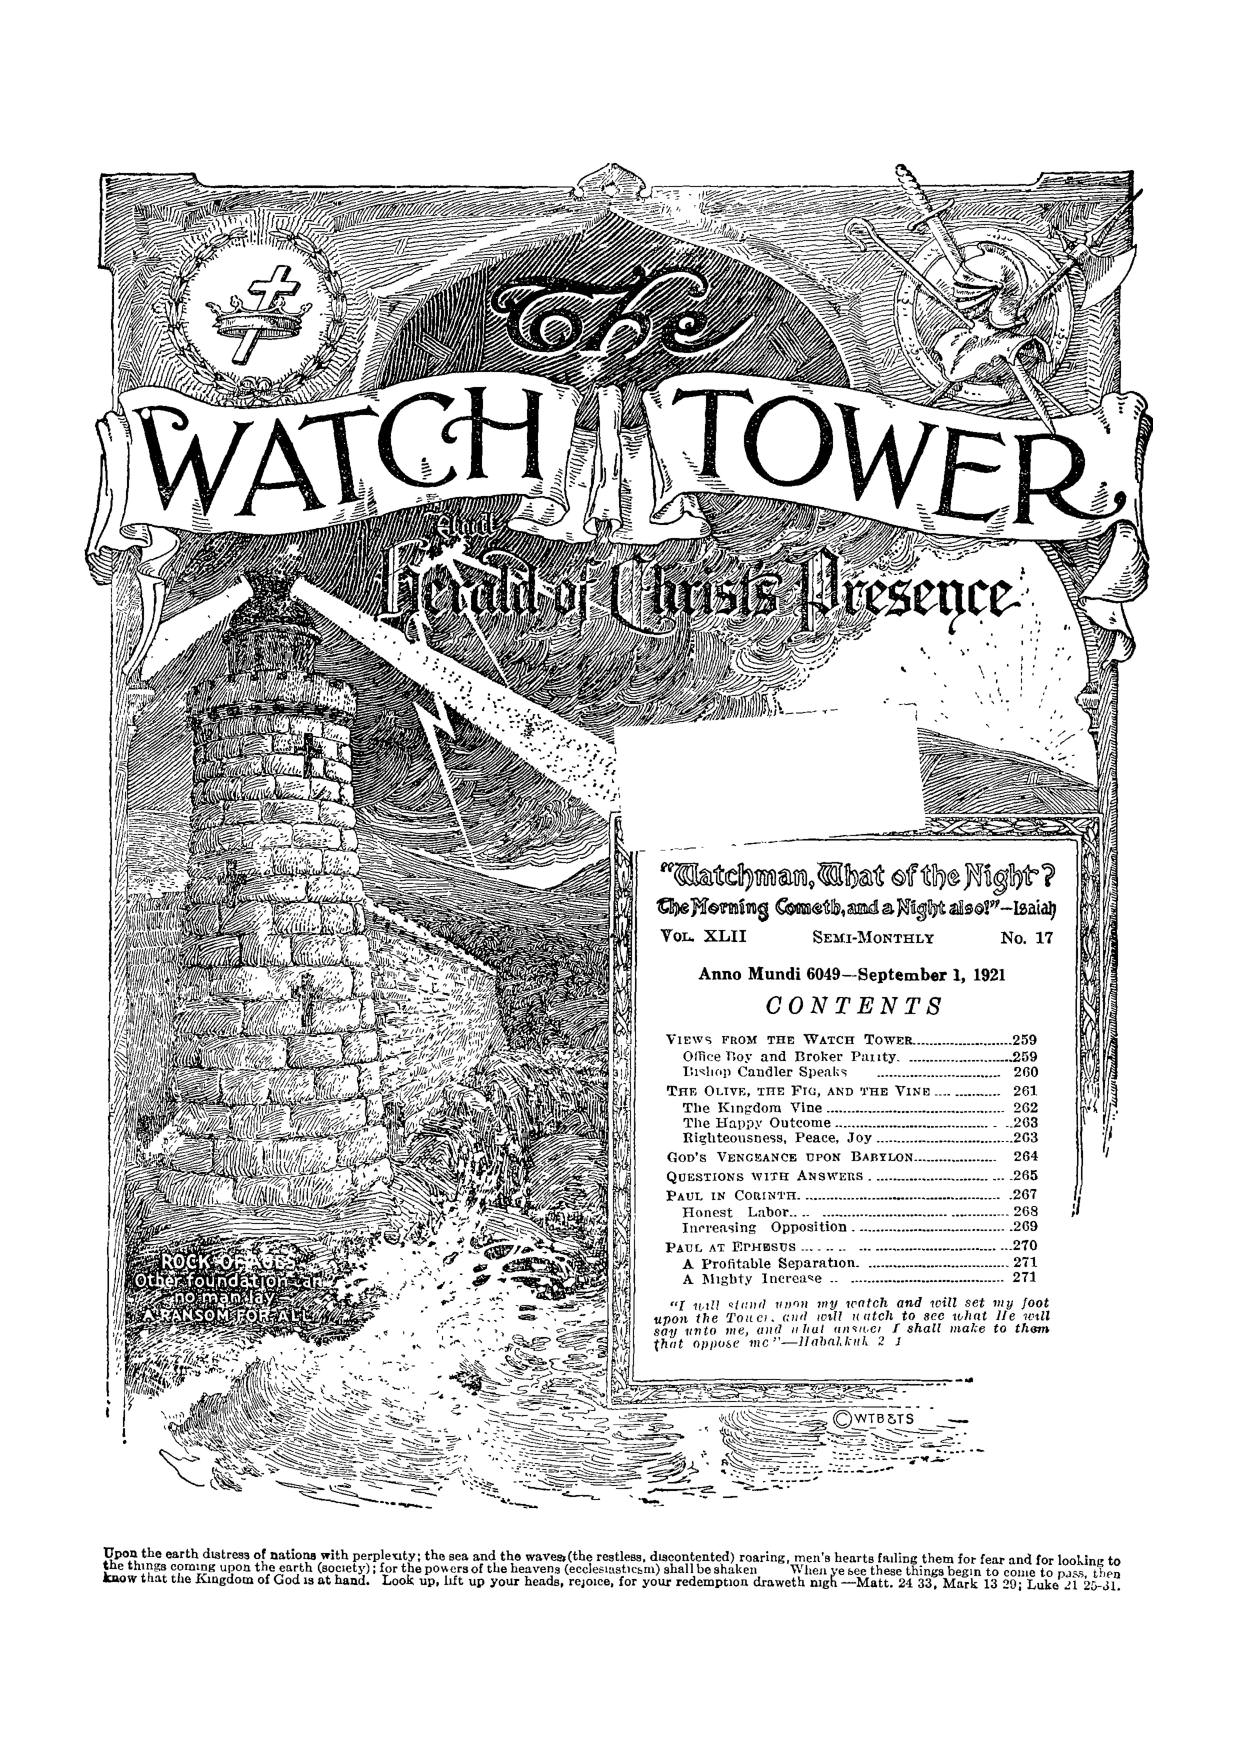 The
WATCH TOWER
And
Herald of Christ's Presence
"Watchman, What of the Night?
The Morning Cometh, and a Night also!"—Isaiah
VOL. XLII SEMI-MONTHLY No. 17
Anno Mundi 6049—September 1, 1921
CONTENTS
VIEWS FROM THE WATCH TOWER 259
Office Boy and Broker Parity 259
Bishop Candler Speaks 260
THE OLIVE, THE FIG, AND THE VINE 261
The Kingdom Vine 262
The Happy Outcome 263
Righteousness, Peace, Joy 263
GOD'S VENGEANCE UPON BABYLON 264
QUESTIONS WITH ANSWERS 265
PAUL IN CORINTH 267
Honest Labor 268
Increasing Opposition 269
PAUL AT EPHESUS 270
A Profitable Separation 271
A Mighty Increase 271
"I will stand upon my watch and will set my foot
upon the Tower, and will watch to see what He will
say unto me, and what answer I shall make to them
that oppose me"—Habakkuk 2 1
ROCK OF AGES
Other foundation can
no man lay—
A RANSOM FOR ALL
©WTB&TS
Upon the earth distress of nations with perplexity; the sea and the waves (the restless, discontented) roaring, men's hearts failing them for fear and for looking to
the things coming upon the earth (society); for the powers of the heavens (ecclesiasticsm) shall be shaken When ye see these things begin to come to pass, then
know that the Kingdom of God is at hand. Look up, lift up your heads, rejoice, for your redemption draweth nigh —Matt. 24 33, Mark 13 29; Luke 21 25-31.